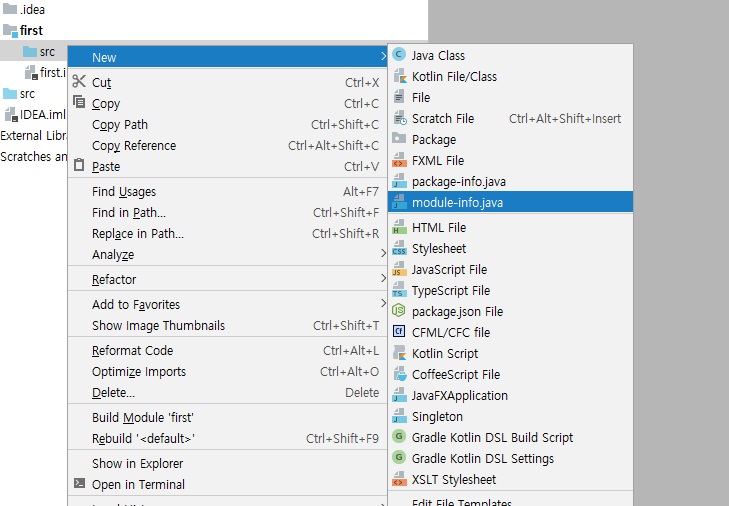 .idea
first
src
first.i
src
IDEA.iml
External Libr
Scratches an
New
Cut Ctrl+X
Copy Ctrl+C
Copy Path Ctrl+Shift+C
Copy Reference Ctrl+Alt+Shift+C
Paste Ctrl+V
Find Usages Alt+F7
Find in Path... Ctrl+Shift+F
Replace in Path... Ctrl+Shift+R
Analyze
Refactor
Add to Favorites
Show Image Thumbnails Ctrl+Shift+T
Reformat Code Ctrl+Alt+L
Optimize Imports Ctrl+Alt+O
Delete... Delete
Build Module 'first'
Rebuild '<default>' Ctrl+Shift+F9
Show in Explorer
Open in Terminal
Java Class
Kotlin File/Class
File
Scratch File Ctrl+Alt+Shift+Insert
Package
FXML File
package-info.java
module-info.java
HTML File
Stylesheet
JavaScript File
TypeScript File
package.json File
CFML/CFC file
Kotlin Script
CoffeeScript File
JavaFXApplication
Singleton
Gradle Kotlin DSL Build Script
Gradle Kotlin DSL Settings
XSLT Stylesheet
Edit File Templates